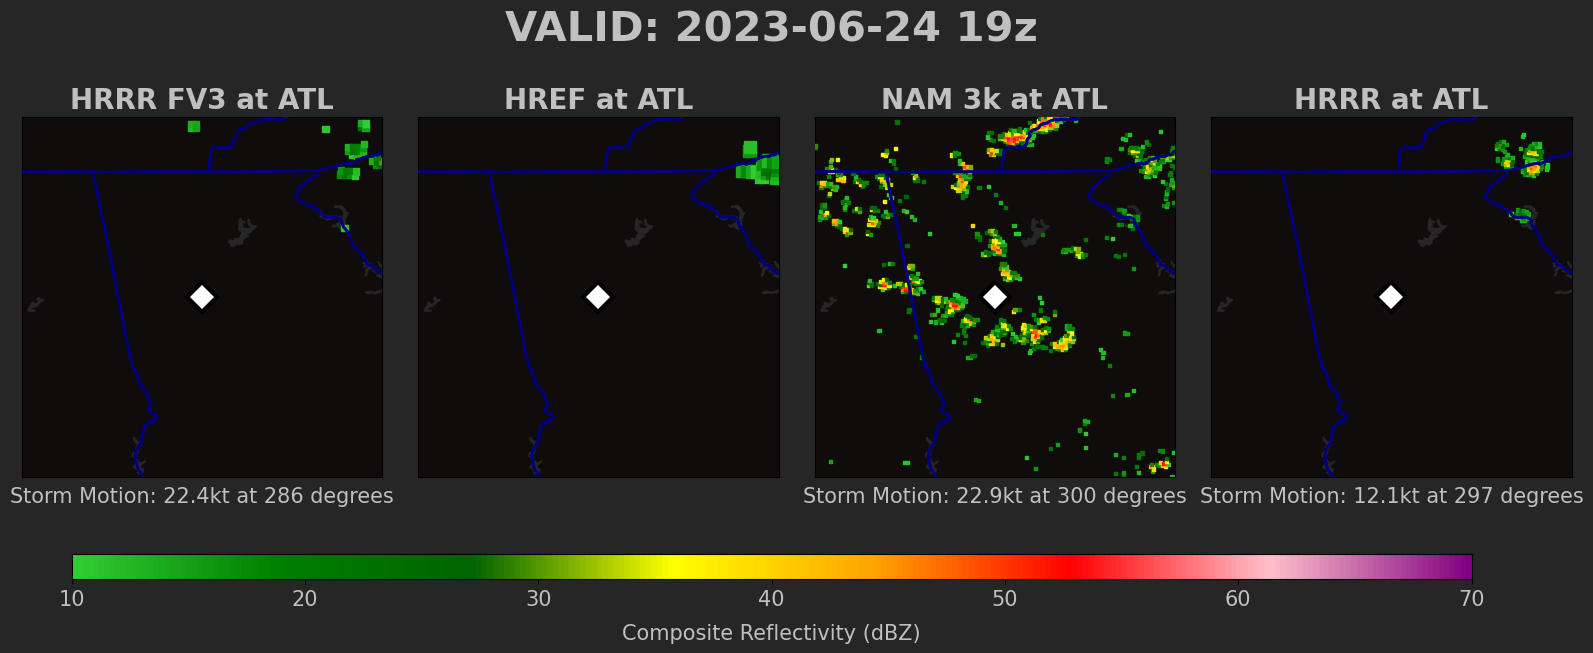 VALID: 2023-06-24 19z
HRRR FV3 at ATL
HREF at ATL
NAM 3k at ATL
HRRR at ATL
Storm Motion: 22.4kt at 286 degrees
Storm Motion: 22.9kt at 300 degrees
Storm Motion: 12.1kt at 297 degrees
10 20 30 40 50 60 70
Composite Reflectivity (dBZ)